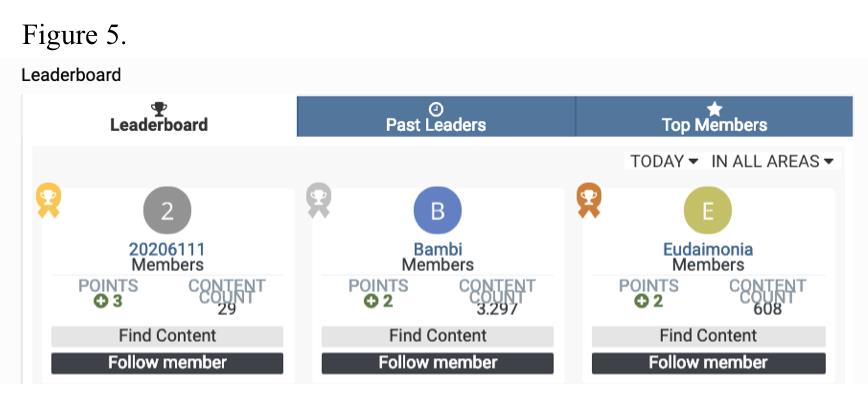 Figure 5.
Leaderboard
Leaderboard
Past Leaders
Top Members
TODAY IN ALL AREAS
2
20206111
Members
POINTS
3
CONTENT
COUNT
29
Find Content
Follow member
B
Bambi
Members
POINTS
2
CONTENT
COUNT
3.297
Find Content
Follow member
E
Eudaimonia
Members
POINTS
2
CONTENT
COUNT
608
Find Content
Follow member